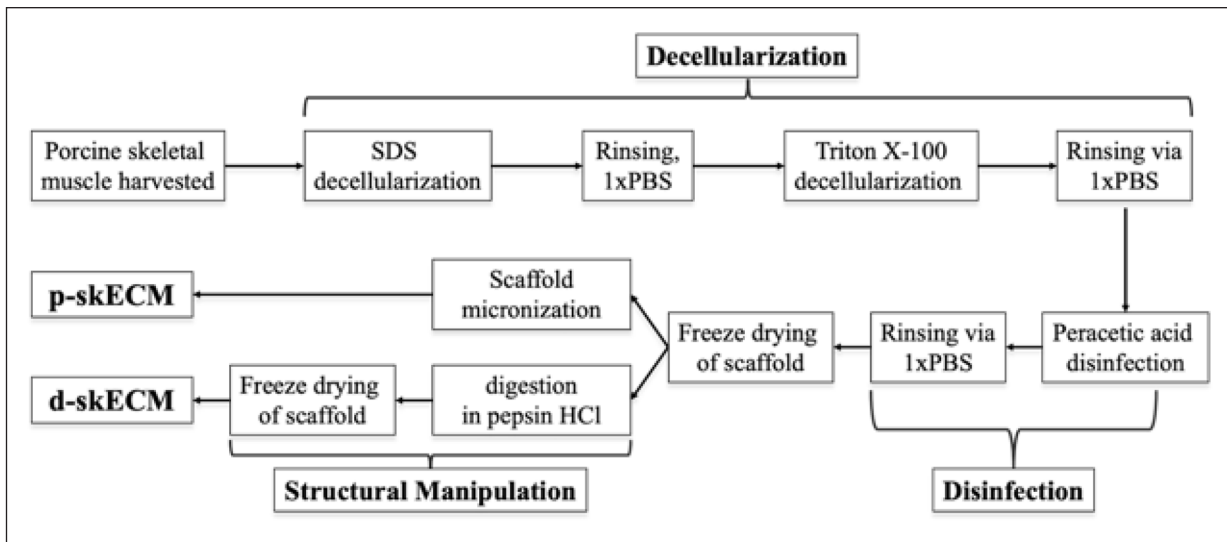 Decellularization
Porcine skeletal
muscle harvested
SDS
decellularization
Rinsing,
1xPBS
Triton X-100
decellularization
Rinsing via
1xPBS
p-skECM
Scaffold
micronization
Freeze drying
of scaffold
Rinsing via
1xPBS
Peracetic acid
disinfection
d-skECM
Freeze drying
of scaffold
digestion
in pepsin HCl
Structural Manipulation
Disinfection